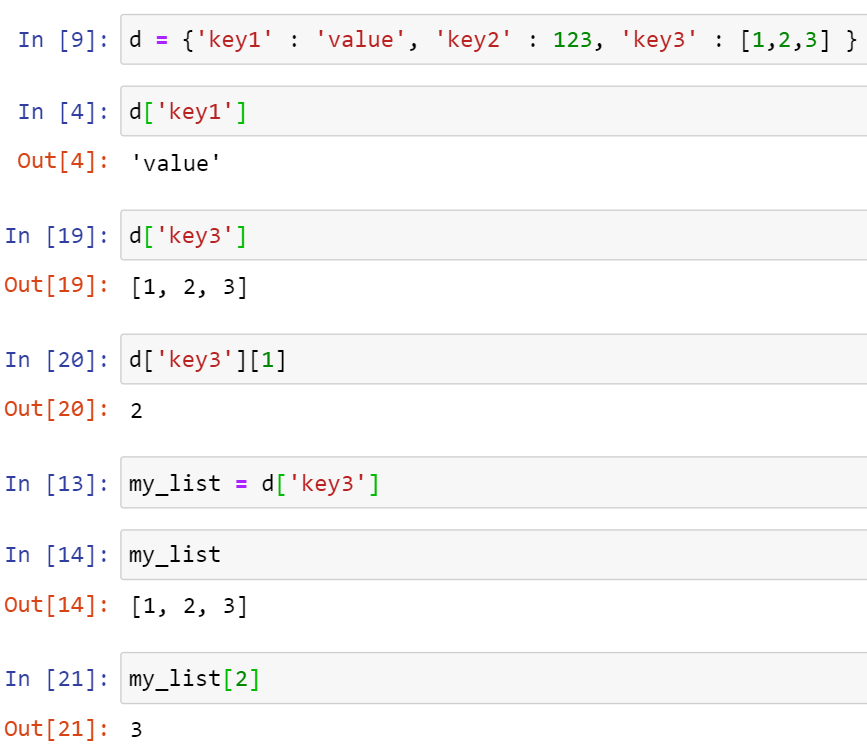 In [9]: d = {'key1' : 'value', 'key2' : 123, 'key3' : [1,2,3] }
In [4]: d['key1']
Out[4]: 'value'
In [19]: d['key3']
Out[19]: [1, 2, 3]
In [20]: d['key3'][1]
Out[20]: 2
In [13]: my_list = d['key3']
In [14]: my_list
Out[14]: [1, 2, 3]
In [21]: my_list[2]
Out[21]: 3